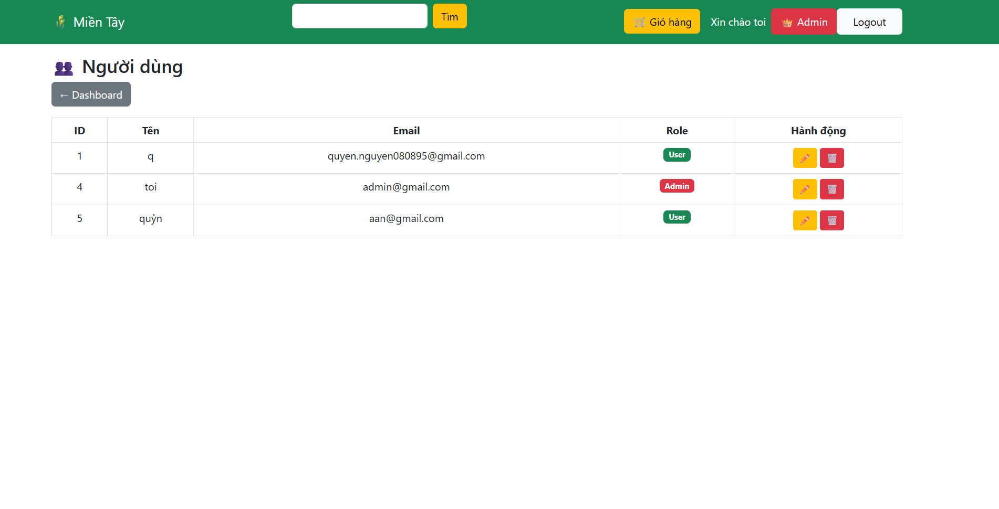 Miền Tây Tìm Giỏ hàng Xin chào toi Admin Logout
Người dùng
← Dashboard
ID Tên Email Role Hành động
1 q quyen.nguyen080895@gmail.com User
4 toi admin@gmail.com Admin
5 quỷn aan@gmail.com User